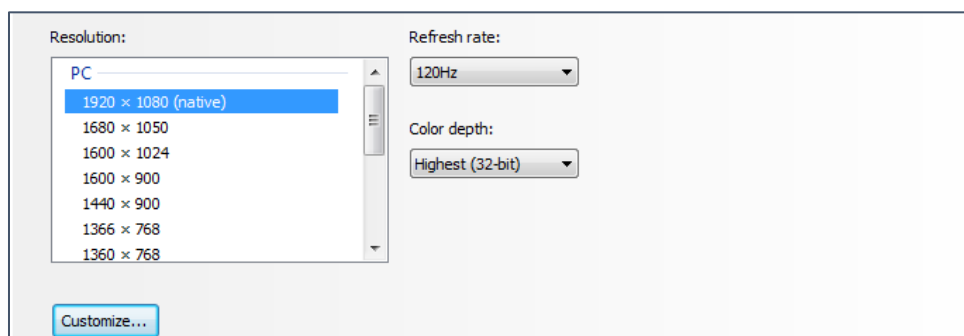 Resolution:
PC
1920 × 1080 (native)
1680 × 1050
1600 × 1024
1600 × 900
1440 × 900
1366 × 768
1360 × 768
Refresh rate:
120Hz
Color depth:
Highest (32-bit)
Customize...